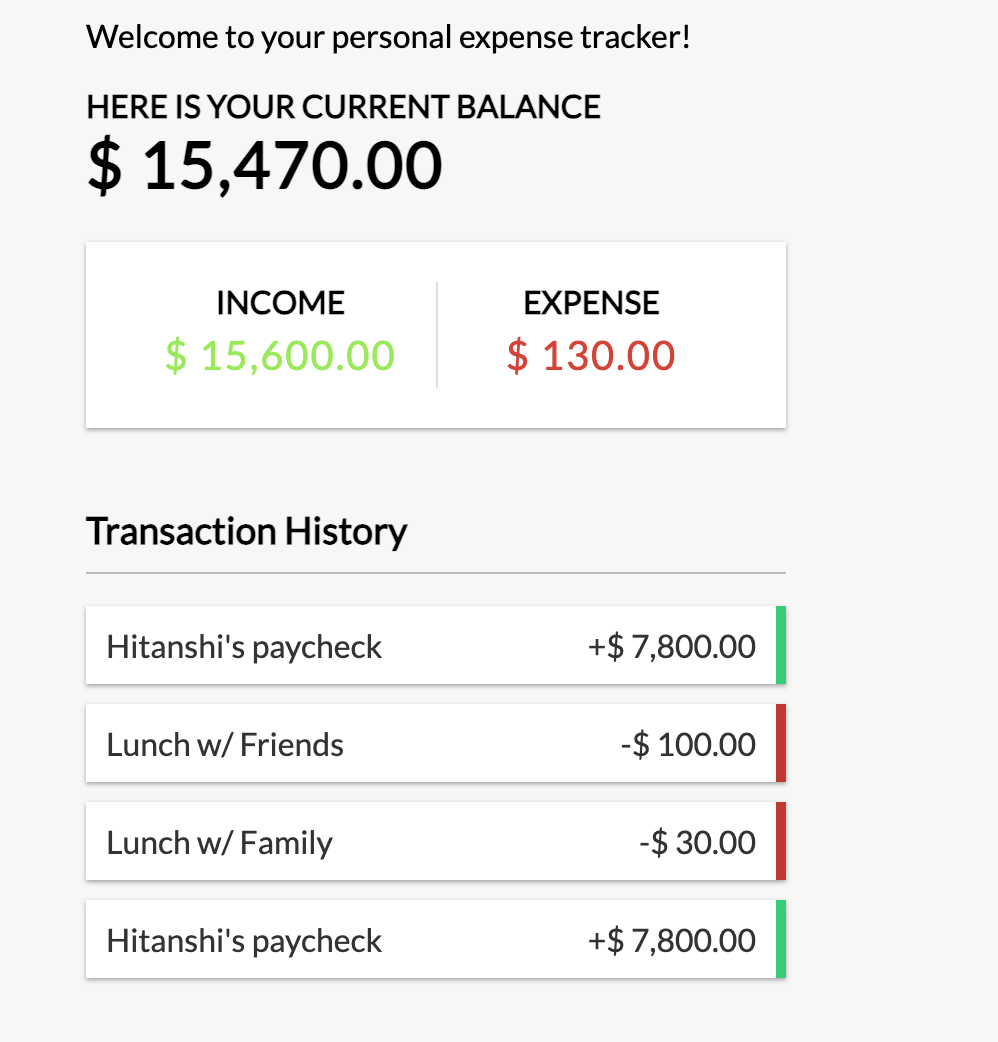 Welcome to your personal expense tracker!
HERE IS YOUR CURRENT BALANCE
$ 15,470.00
INCOME EXPENSE
$ 15,600.00 $ 130.00
Transaction History
Hitanshi's paycheck +$ 7,800.00
Lunch w/ Friends -$ 100.00
Lunch w/ Family -$ 30.00
Hitanshi's paycheck +$ 7,800.00